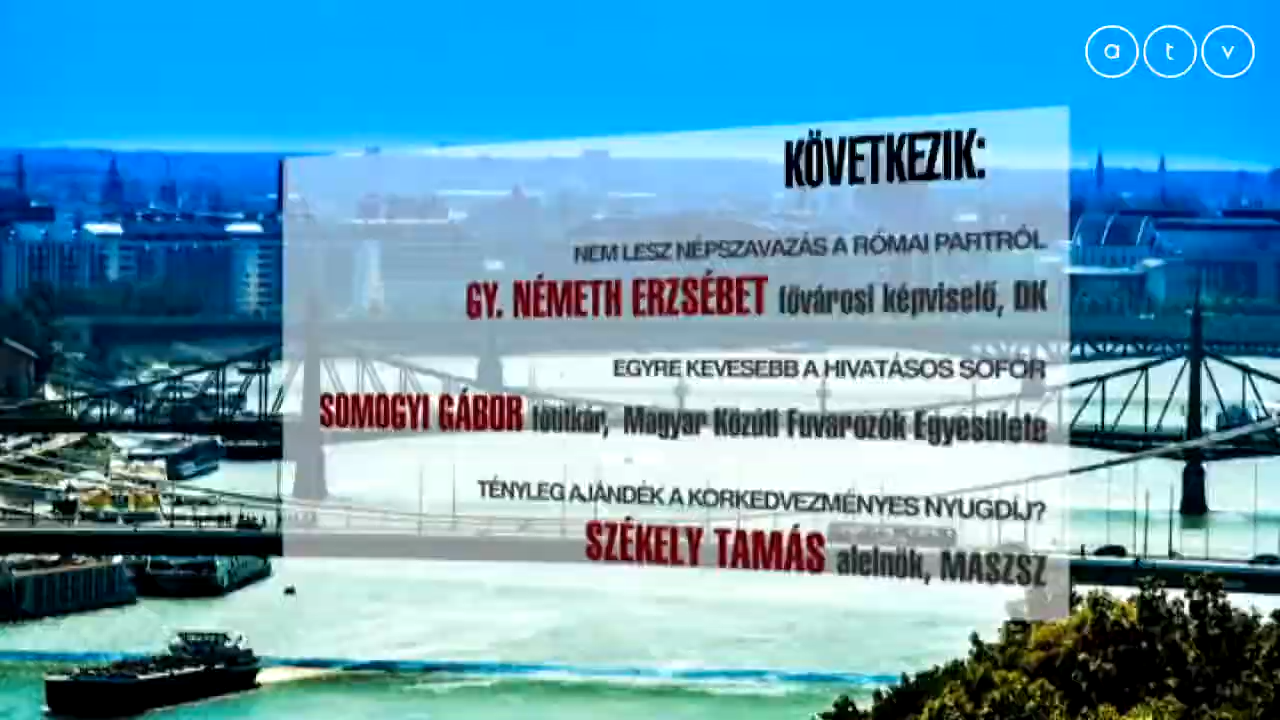 atv
KÖVETKEZIK:
NEM LESZ NÉPSZAVAZÁS A RÓMAI PARTRÓL
GY. NÉMETH ERZSÉBET fővárosi képviselő, DK
EGYRE KEVESEBB A HIVATÁSOS SOFŐR
SOMOGYI GÁBOR főtitkár, Magyar Közúti Fuvarozók Egyesülete
TÉNYLEG AJÁNDÉK A KORKEDVEZMÉNYES NYUGDÍJ?
SZÉKELY TAMÁS alelnök, MASZSZ